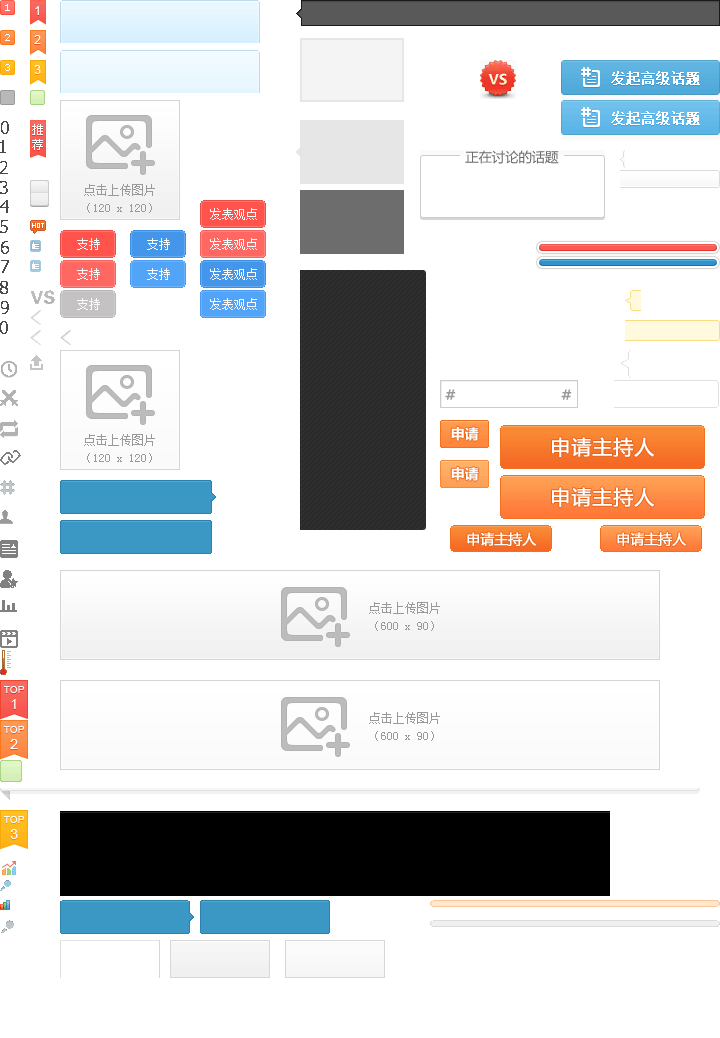 1
1
2
2
3
3
0
1
2
3
4
5
6
7
8
9
0
推荐
HOT
VS
VS
发起高级话题
发起高级话题
正在讨论的话题
点击上传图片
(120 x 120)
发表观点
发表观点
发表观点
发表观点
支持
支持
支持
支持
支持
点击上传图片
(120 x 120)
# #
申请
申请
申请主持人
申请主持人
申请主持人
申请主持人
点击上传图片
(600 x 90)
点击上传图片
(600 x 90)
TOP
1
TOP
2
TOP
3